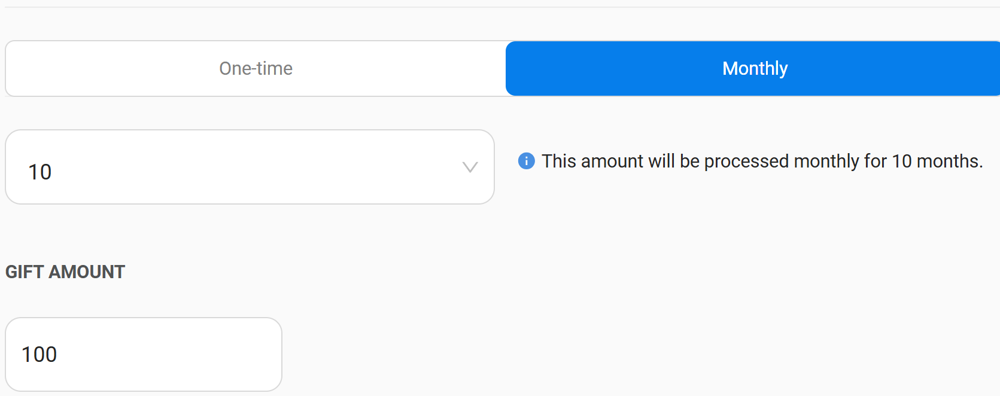 One-time
Monthly
10
This amount will be processed monthly for 10 months.
GIFT AMOUNT
100